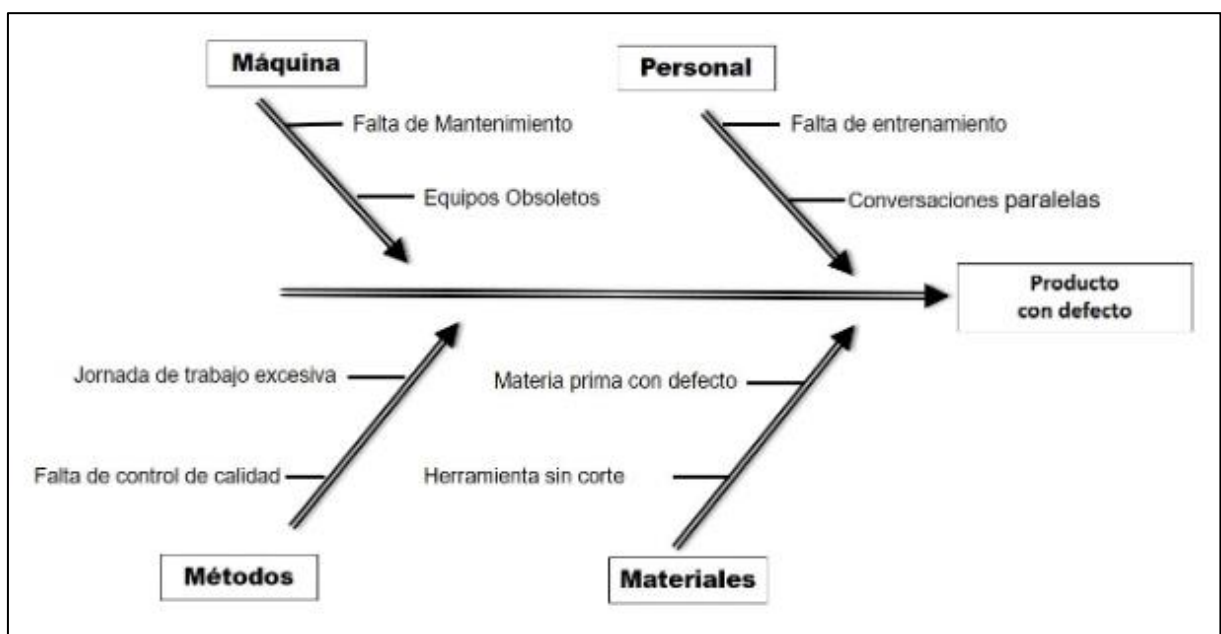 Máquina
Personal
Falta de Mantenimiento
Falta de entrenamiento
Equipos Obsoletos
Conversaciones paralelas
Producto
con defecto
Jornada de trabajo excesiva
Materia prima con defecto
Falta de control de calidad
Herramienta sin corte
Métodos
Materiales